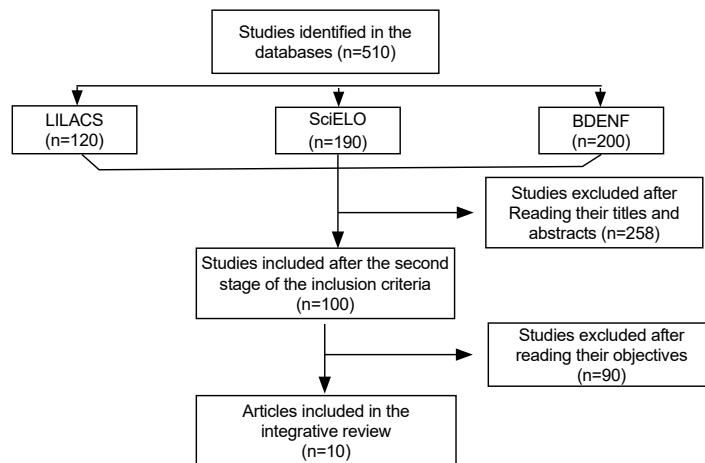 Studies identified in the
databases (n=510)
LILACS
(n=120)
SciELO
(n=190)
BDENF
(n=200)
Studies excluded after
Reading their titles and
abstracts (n=258)
Studies included after the second
stage of the inclusion criteria
(n=100)
Studies excluded after
reading their objectives
(n=90)
Articles included in the
integrative review
(n=10)